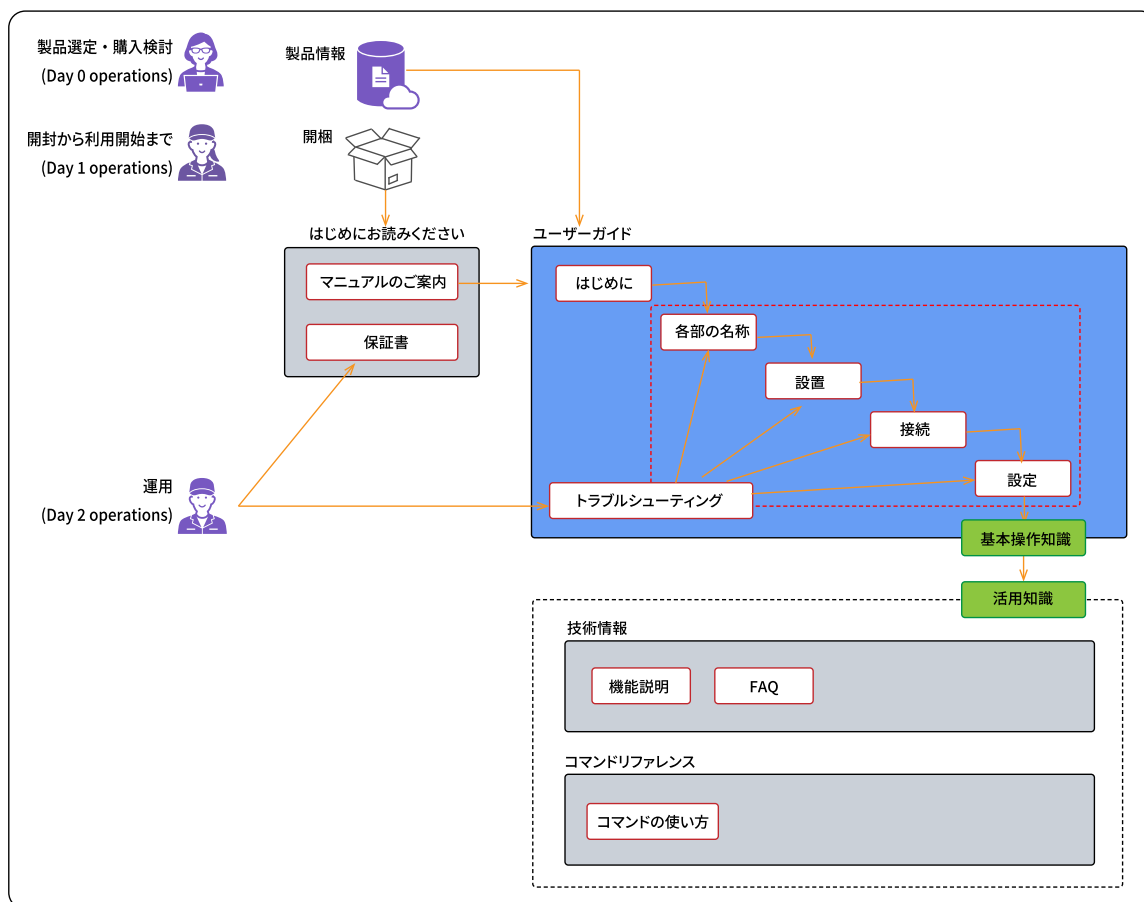 製品選定・購入検討
(Day 0 operations)
製品情報
開封から利用開始まで
(Day 1 operations)
開梱
はじめにお読みください
マニュアルのご案内
保証書
ユーザーガイド
はじめに
各部の名称
設置
接続
設定
トラブルシューティング
運用
(Day 2 operations)
基本操作知識
活用知識
技術情報
機能説明
FAQ
コマンドリファレンス
コマンドの使い方